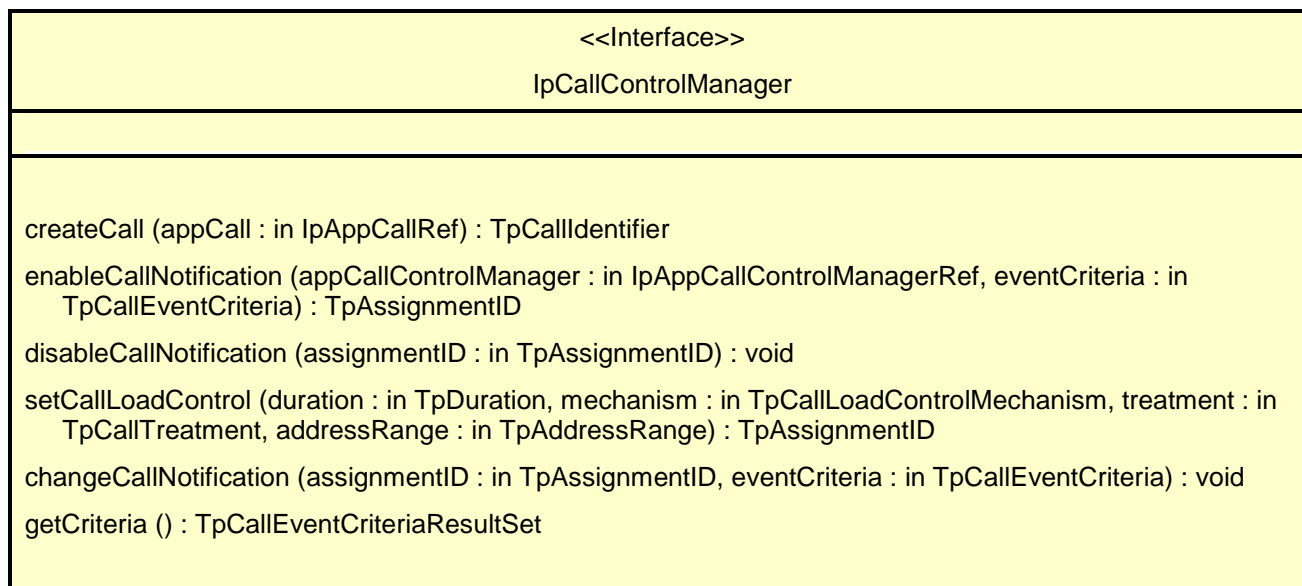 <<Interface>>
IpCallControlManager
createCall (appCall : in IpAppCallRef) : TpCallIdentifier
enableCallNotification (appCallControlManager : in IpAppCallControlManagerRef, eventCriteria : in
TpCallEventCriteria) : TpAssignmentID
disableCallNotification (assignmentID : in TpAssignmentID) : void
setCallLoadControl (duration : in TpDuration, mechanism : in TpCallLoadControlMechanism, treatment : in
TpCallTreatment, addressRange : in TpAddressRange) : TpAssignmentID
changeCallNotification (assignmentID : in TpAssignmentID, eventCriteria : in TpCallEventCriteria) : void
getCriteria () : TpCallEventCriteriaResultSet